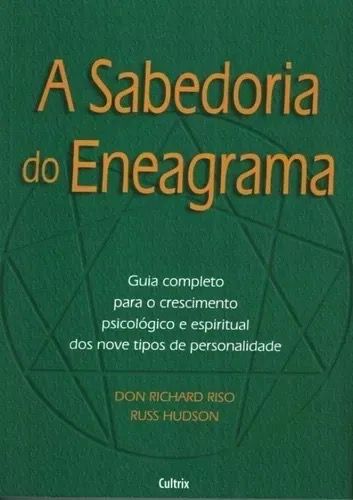 A Sabedoria
do Eneagrama
Guia completo
para o crescimento
psicológico e espiritual
dos nove tipos de personalidade
DON RICHARD RISO
RUSS HUDSON
Cultrix